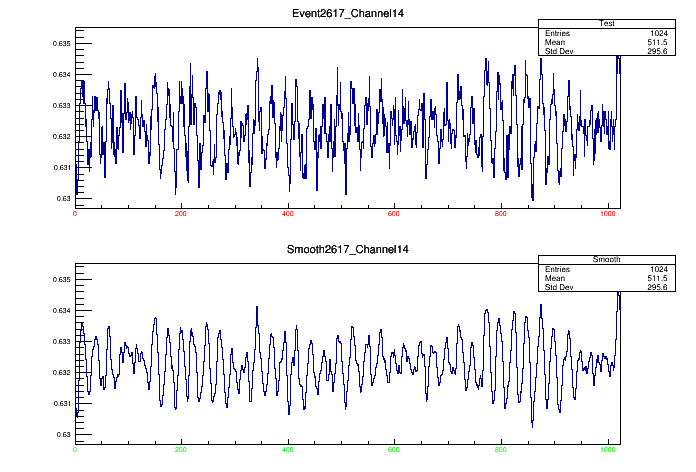 Event2617_Channel14
Test
Entries 1024
Mean 511.5
Std Dev 295.6
0.635
0.634
0.633
0.632
0.631
0.63
0 200 400 600 800 1000
Smooth2617_Channel14
Smooth
Entries 1024
Mean 511.5
Std Dev 295.6
0.635
0.634
0.633
0.632
0.631
0.63
0 200 400 600 800 1000